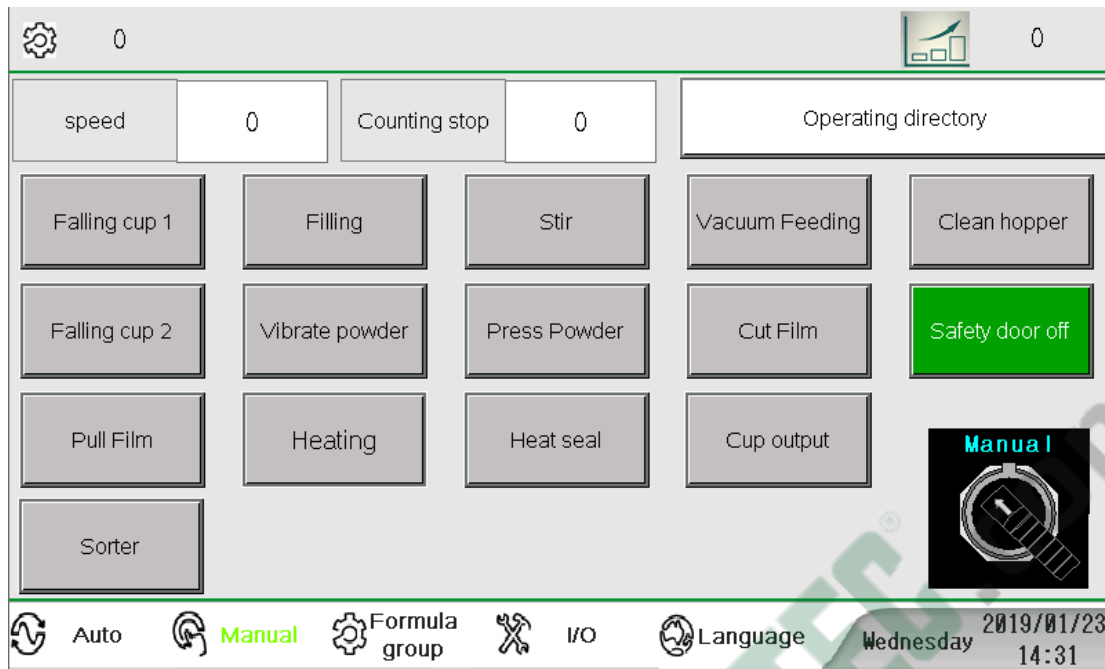 0
0
speed
0
Counting stop
0
Operating directory
Falling cup 1
Filling
Stir
Vacuum Feeding
Clean hopper
Falling cup 2
Vibrate powder
Press Powder
Cut Film
Safety door off
Pull Film
Heating
Heat seal
Cup output
Manual
Sorter
Auto
Manual
Formula
group
I/O
Language
Wednesday
2019/01/23
14:31